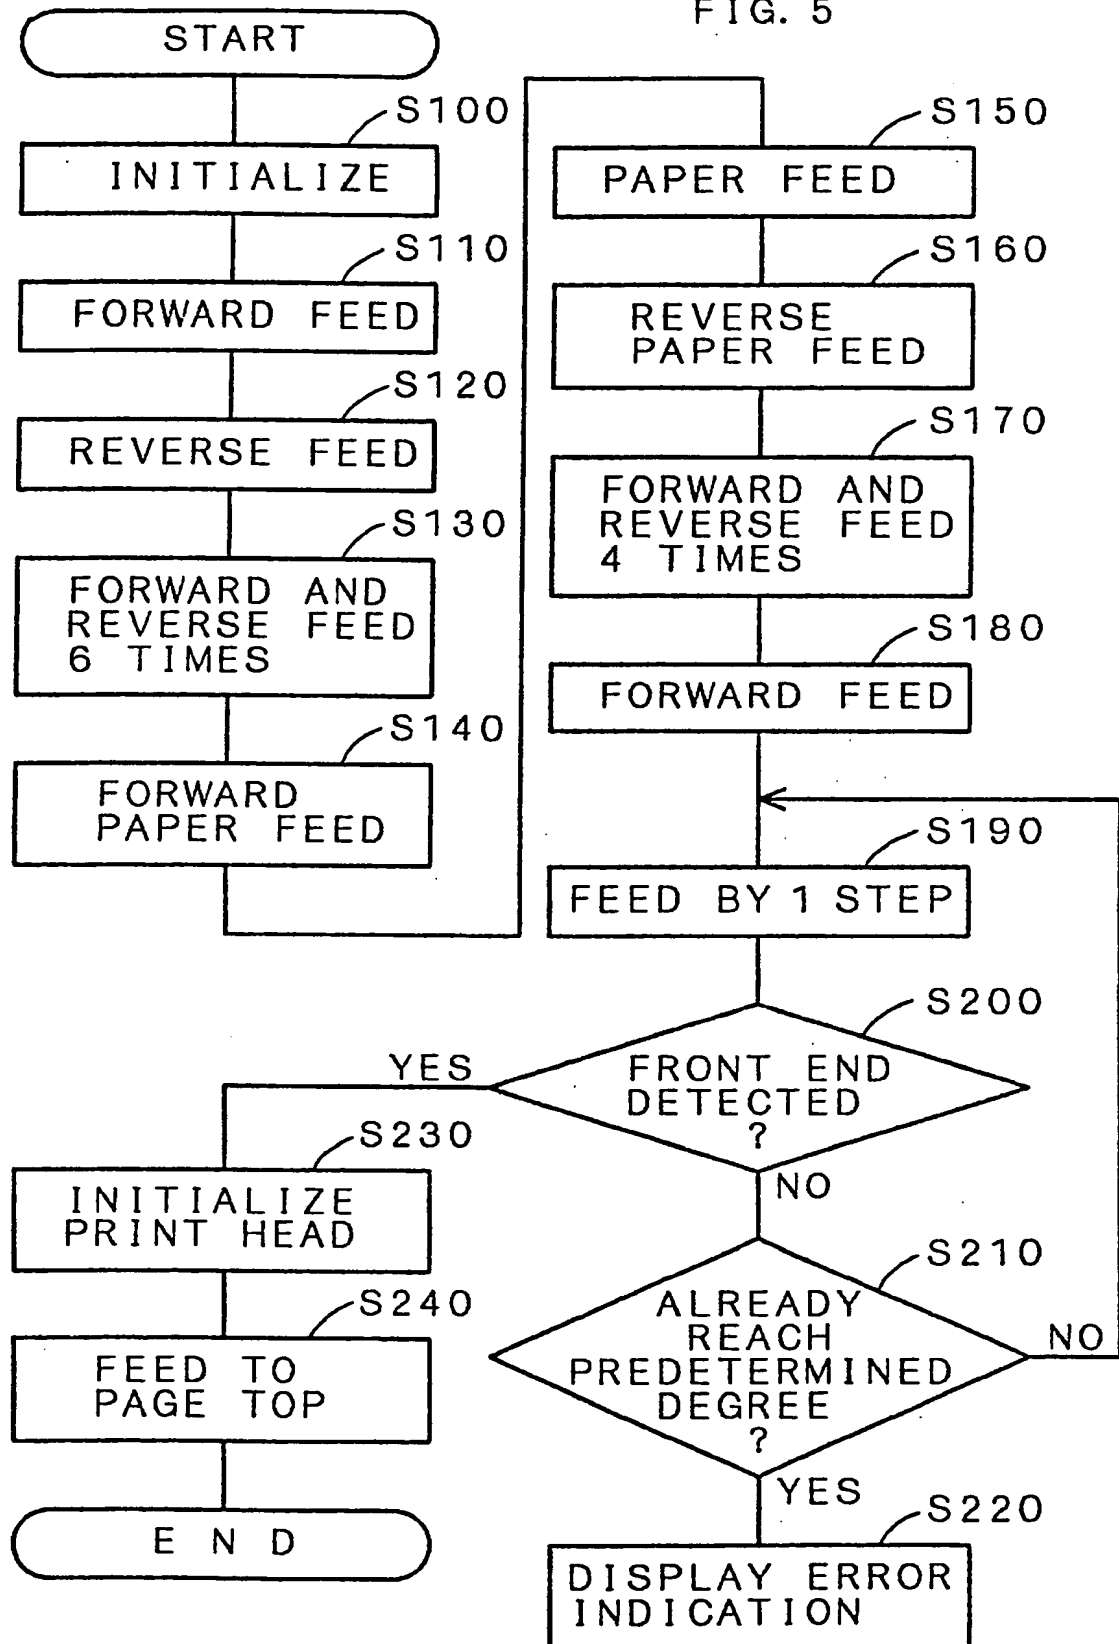 FIG. 5
START
S100
INITIALIZE
S110
FORWARD FEED
S120
REVERSE FEED
S130
FORWARD AND
REVERSE FEED
6 TIMES
S140
FORWARD
PAPER FEED
S150
PAPER FEED
S160
REVERSE
PAPER FEED
S170
FORWARD AND
REVERSE FEED
4 TIMES
S180
FORWARD FEED
S190
FEED BY 1 STEP
S200
FRONT END
DETECTED
?
YES
NO
S210
ALREADY
REACH
PREDETERMINED
DEGREE
?
NO
YES
S220
DISPLAY ERROR
INDICATION
S230
INITIALIZE
PRINT HEAD
S240
FEED TO
PAGE TOP
END